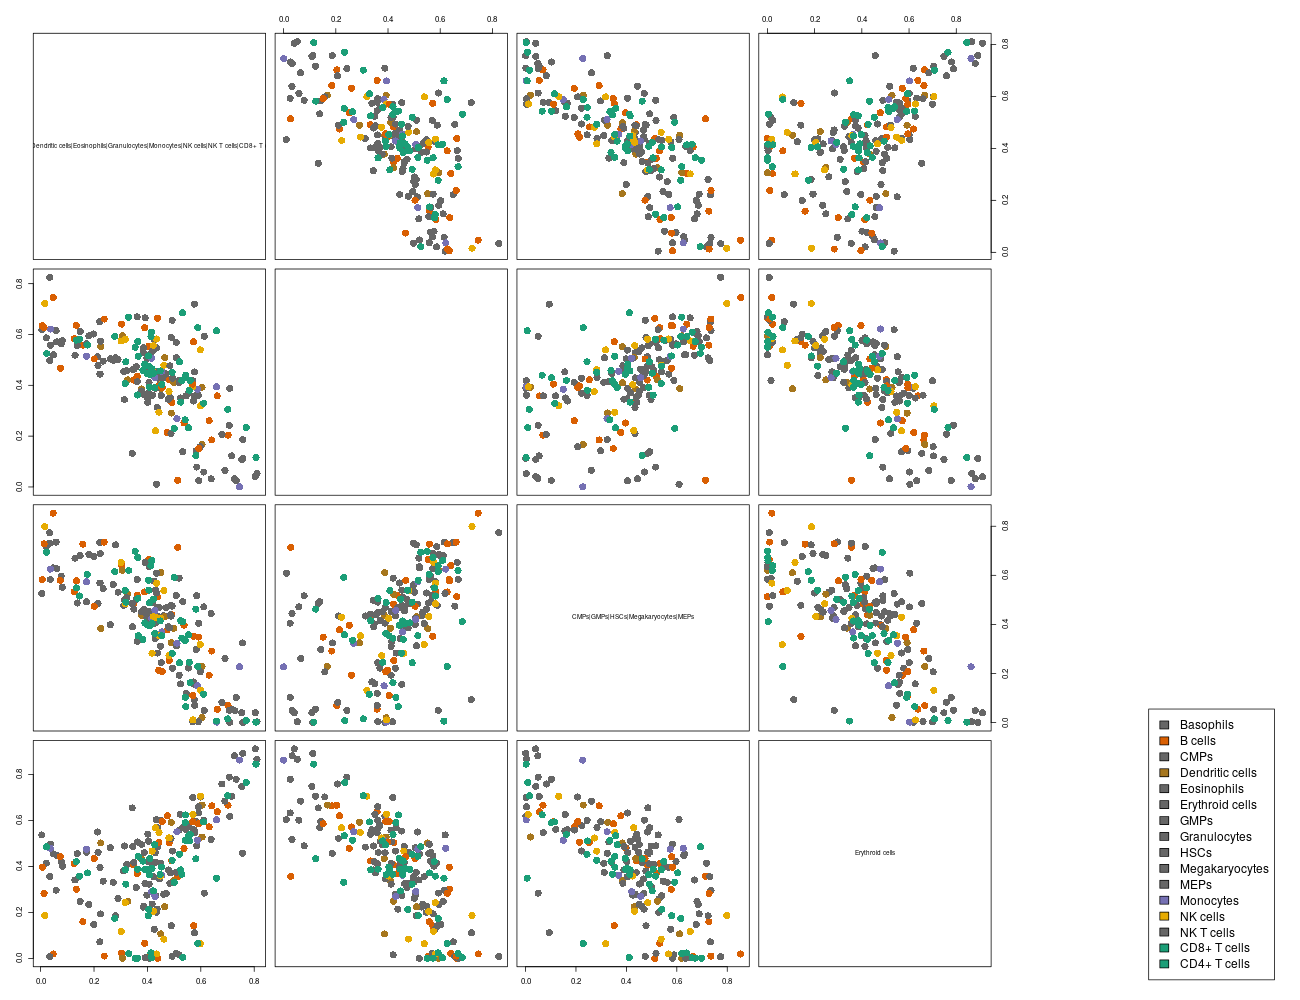 0.0 0.2 0.4 0.6 0.8
0.0 0.2 0.4 0.6 0.8
0.0 0.2 0.4 0.6 0.8
Dendritic cells|Eosinophils|Granulocytes|Monocytes|NK cells|NK T cells|CD8+ T
0.0 0.2 0.4 0.6 0.8
CMPs|GMPs|HSCs|Megakaryocytes|MEPs
0.0 0.2 0.4 0.6 0.8
Erythroid cells
0.0 0.2 0.4 0.6 0.8
0.0 0.2 0.4 0.6 0.8
0.0 0.2 0.4 0.6 0.8
Basophils
B cells
CMPs
Dendritic cells
Eosinophils
Erythroid cells
GMPs
Granulocytes
HSCs
Megakaryocytes
MEPs
Monocytes
NK cells
NK T cells
CD8+ T cells
CD4+ T cells